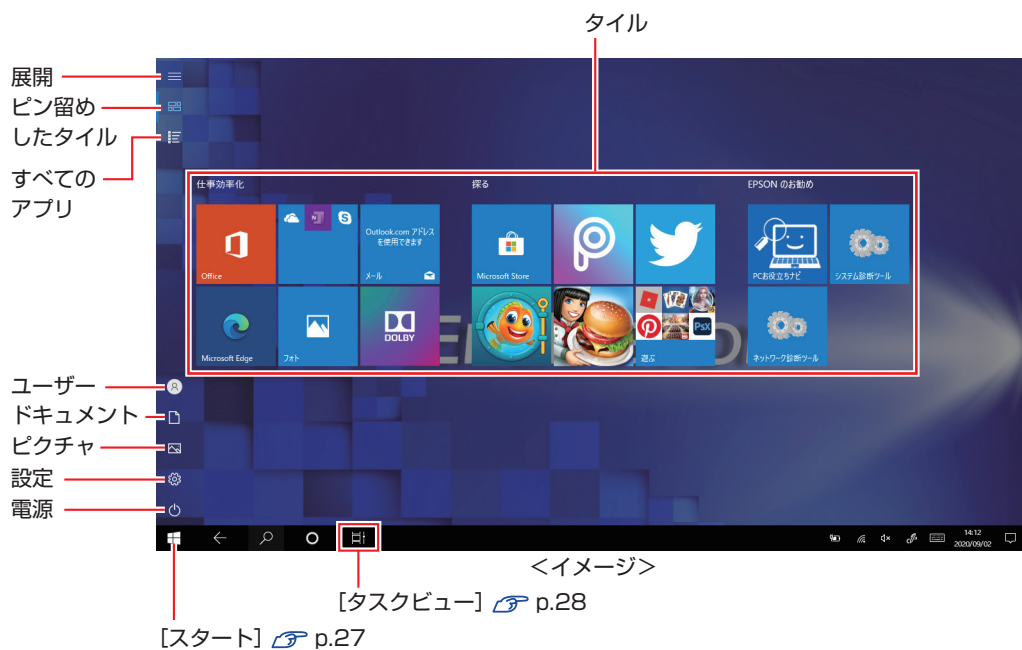 タイル
展開
ピン留め
したタイル
すべての
アプリ
仕事効率化
探る
EPSON のお勧め
Outlook.com アドレス
を使用できます
Office
メール
Microsoft Store
PCお役立ちナビ
システム診断ツール
DOLBY
PsX
Microsoft Edge
フォト
遊ぶ
ネットワーク診断ツール
ユーザー
ドキュメント
ピクチャ
設定
電源
14:12
2020/09/02
＜イメージ＞
[タスクビュー] p.28
[スタート] p.27